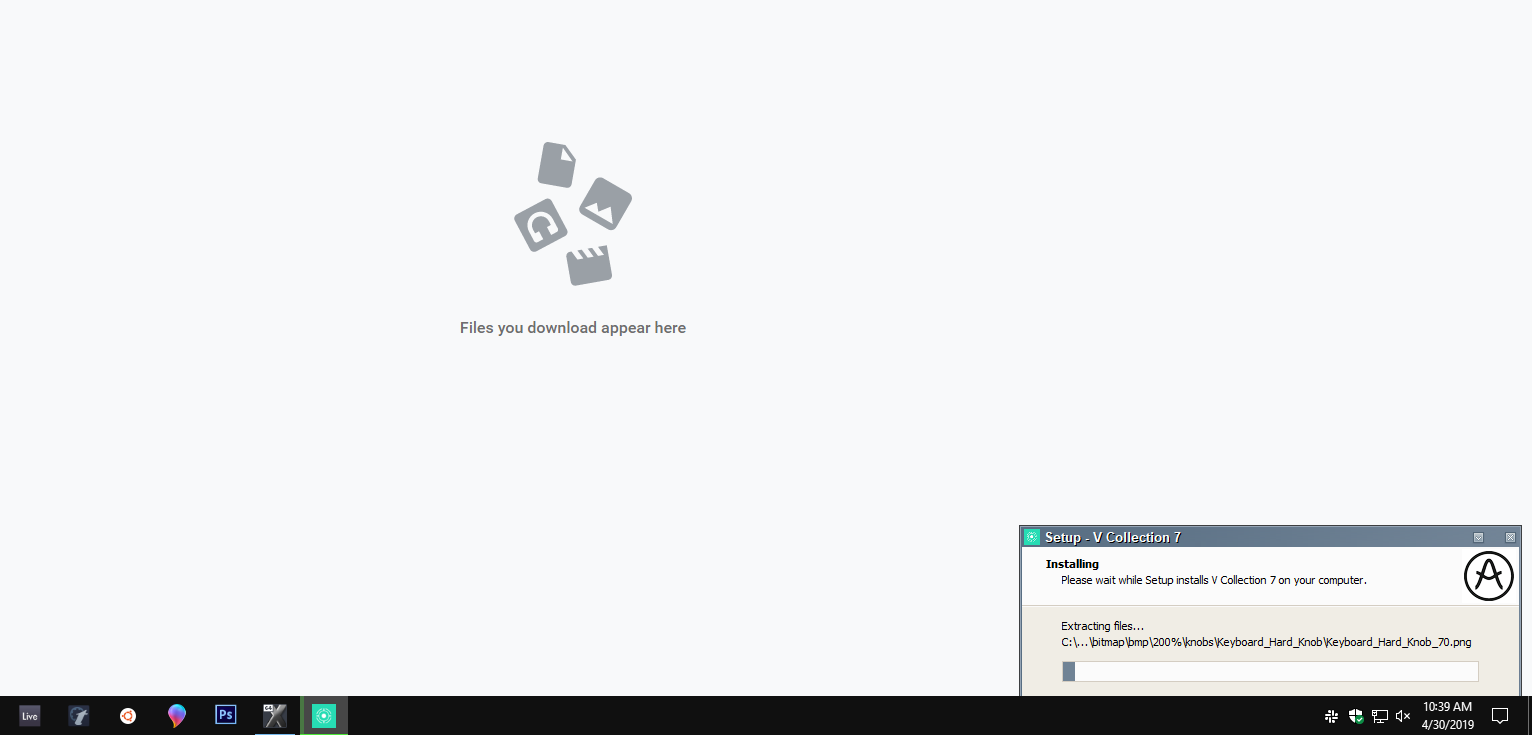 Files you download appear here
Setup - V Collection 7
Installing
Please wait while Setup installs V Collection 7 on your computer.
Extracting files...
C:\...\bitmap\bmp\200%\knobs\Keyboard_Hard_Knob\Keyboard_Hard_Knob_70.png
Live
Ps
64
10:39 AM
4/30/2019